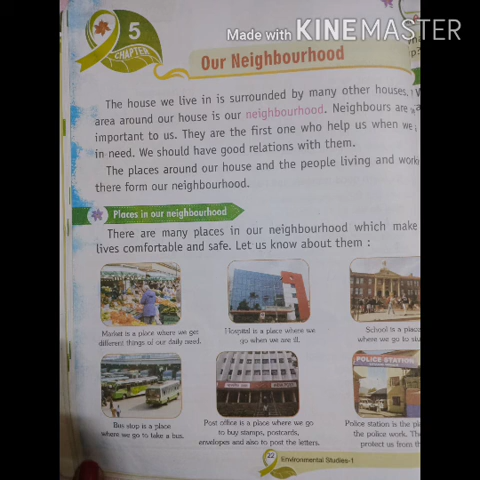 Made with KINEMASTER
5
CHAPTER
Our Neighbourhood
The house we live in is surrounded by many other houses.
area around our house is our neighbourhood. Neighbours are
important to us. They are the first one who help us when we
in need. We should have good relations with them.
The places around our house and the people living and work
there form our neighbourhood.
Places in our neighbourhood
There are many places in our neighbourhood which make
lives comfortable and safe. Let us know about them :
Market is a place where we get
different things of our daily need.
Hospital is a place where we
go when we are ill.
School is a place
where we go to stu
POLICE STATION
Bus stop is a place
where we go to take a bus.
Post office is a place where we go
to buy stamps, postcards,
envelopes and also to post the letters.
Police station is the pl
the police work. Th
protect us from th
22
Environmental Studies-1